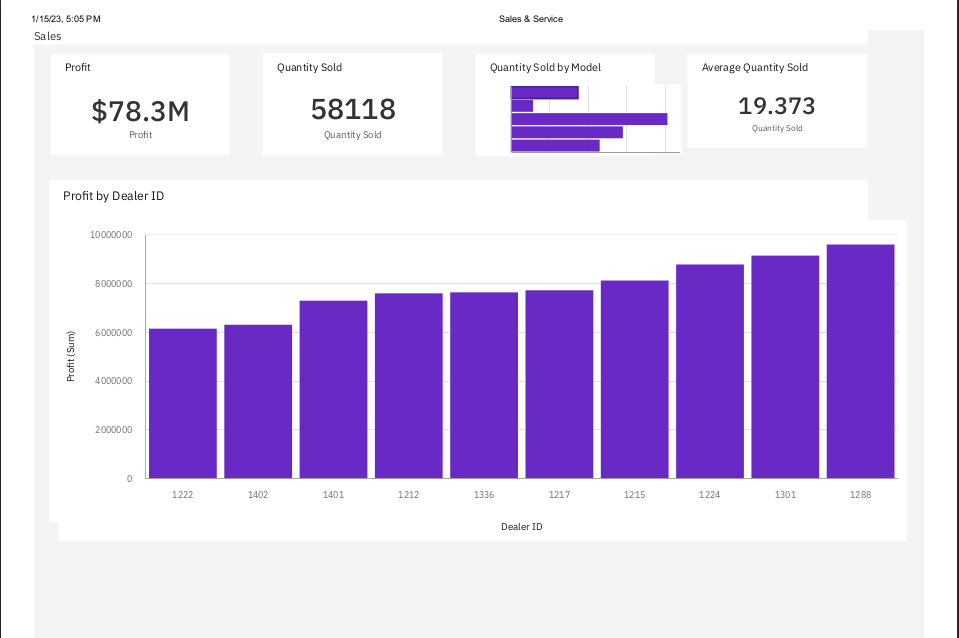 1/15/23, 5:05 PM
Sales & Service
Sales
Profit
$78.3M
Profit
Quantity Sold
58118
Quantity Sold
Quantity Sold by Model
Average Quantity Sold
19.373
Quantity Sold
Profit by Dealer ID
Profit (Sum)
10000000
8000000
6000000
4000000
2000000
0
1222 1402 1401 1212 1336 1217 1215 1224 1301 1288
Dealer ID